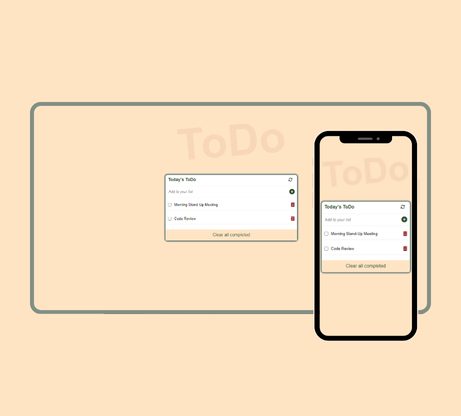 ToDo
Today's ToDo
Add to your list
Morning Stand-Up Meeting
Code Review
Clear all completed
ToDo
Today's ToDo
Add to your list
Morning Stand-Up Meeting
Code Review
Clear all completed